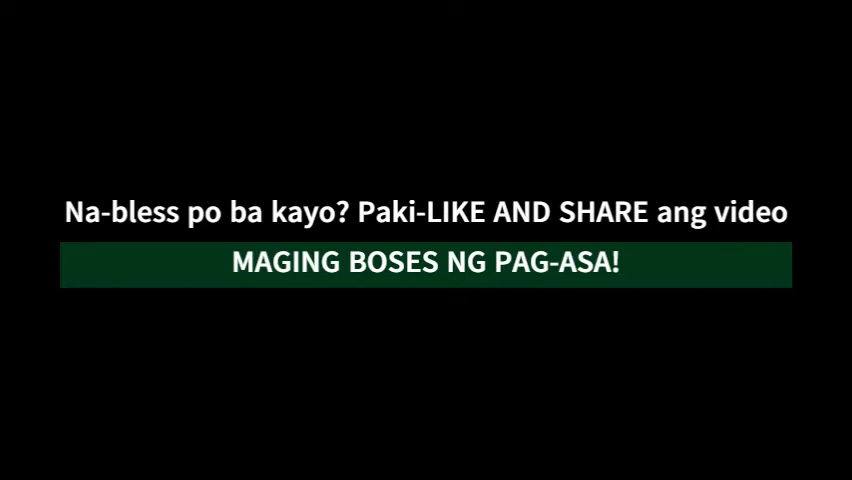 Na-bless po ba kayo? Paki-LIKE AND SHARE ang video
MAGING BOSES NG PAG-ASA!